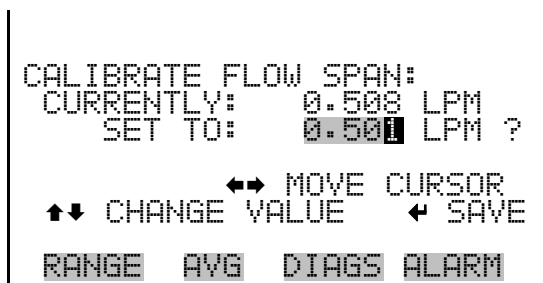 CALIBRATE FLOW SPAN:
CURRENTLY: 0.508 LPM
SET TO: 0.501 LPM ?
⬅➡ MOVE CURSOR
⬆⬇ CHANGE VALUE ↵ SAVE
RANGE AVG DIAGS ALARM